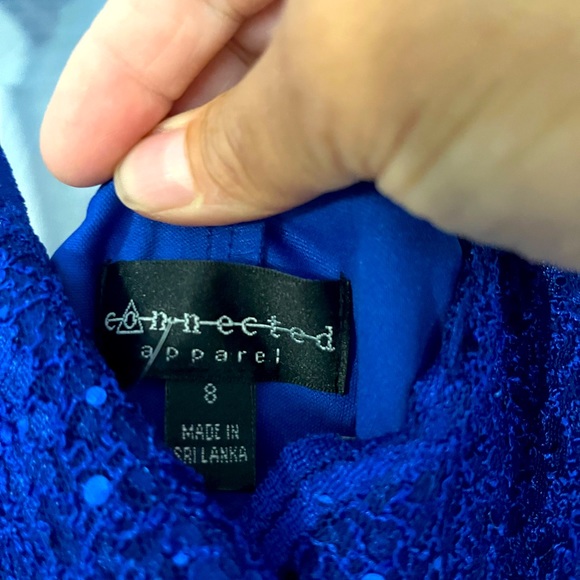 connected
apparel
8
MADE IN
SRI LANKA